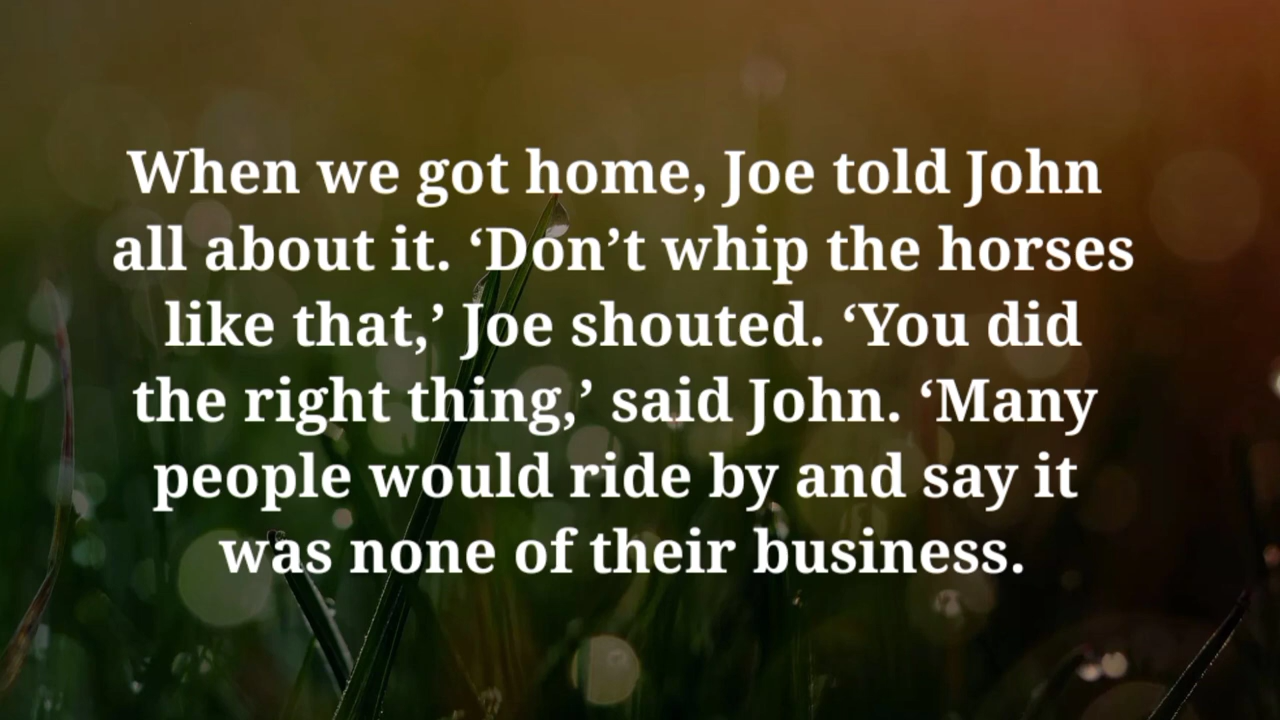 When we got home, Joe told John
all about it. ‘Don’t whip the horses
like that,’ Joe shouted. ‘You did
the right thing,’ said John. ‘Many
people would ride by and say it
was none of their business.